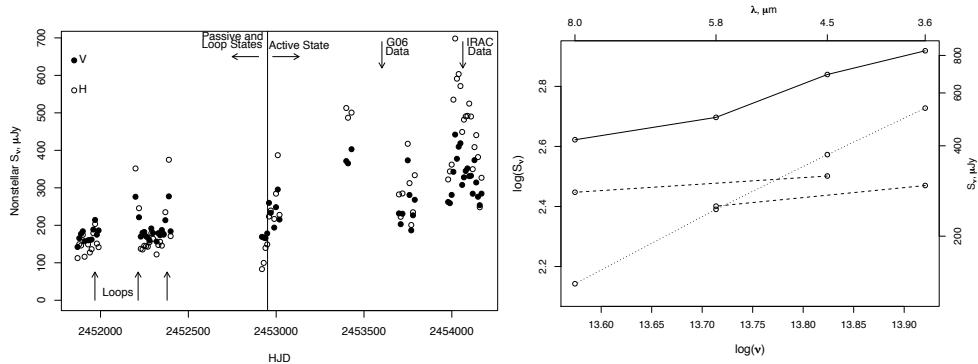 Nonstellar Sν, μJy
0 100 200 300 400 500 600 700
V
H
Passive and
Loop States
Active State
G06
Data
IRAC
Data
Loops
2452000 2452500 2453000 2453500 2454000
HJD
λ, μm
8.0 5.8 4.5 3.6
log(Sν)
2.2 2.4 2.6 2.8
200 400 600 800
Sν, μJy
13.60 13.65 13.70 13.75 13.80 13.85 13.90
log(ν)